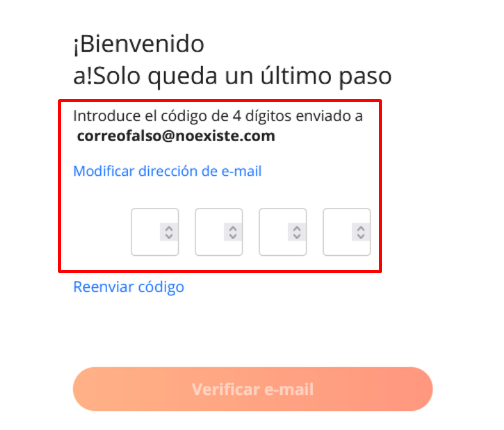 ¡Bienvenido
a!Solo queda un último paso
Introduce el código de 4 dígitos enviado a
correofalso@noexiste.com
Modificar dirección de e-mail
Reenviar código
Verificar e-mail